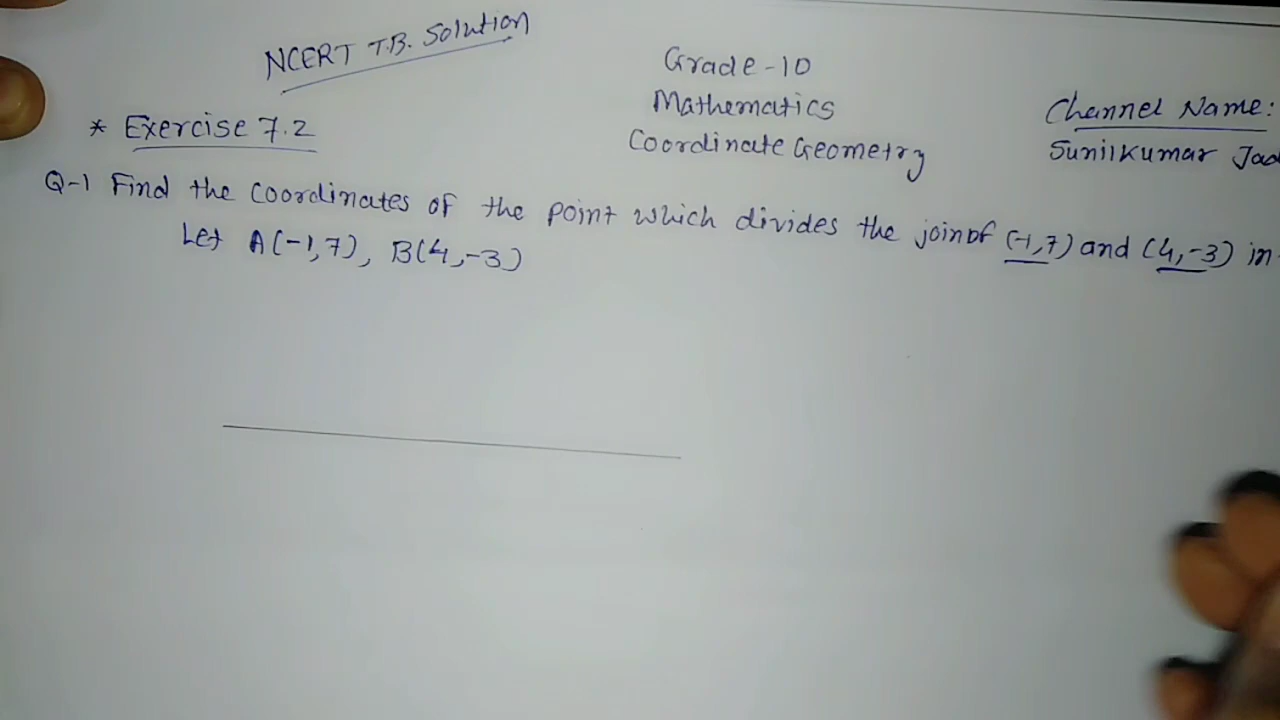 NCERT T.B. Solution
Grade-10
Mathematics
Coordinate Geometry
Channel Name:
Sunilkumar Jad
* Exercise 7.2
Q-1 Find the coordinates of the point which divides the join of (-1,7) and (4,-3) in
Let A(-1,7), B(4,-3)